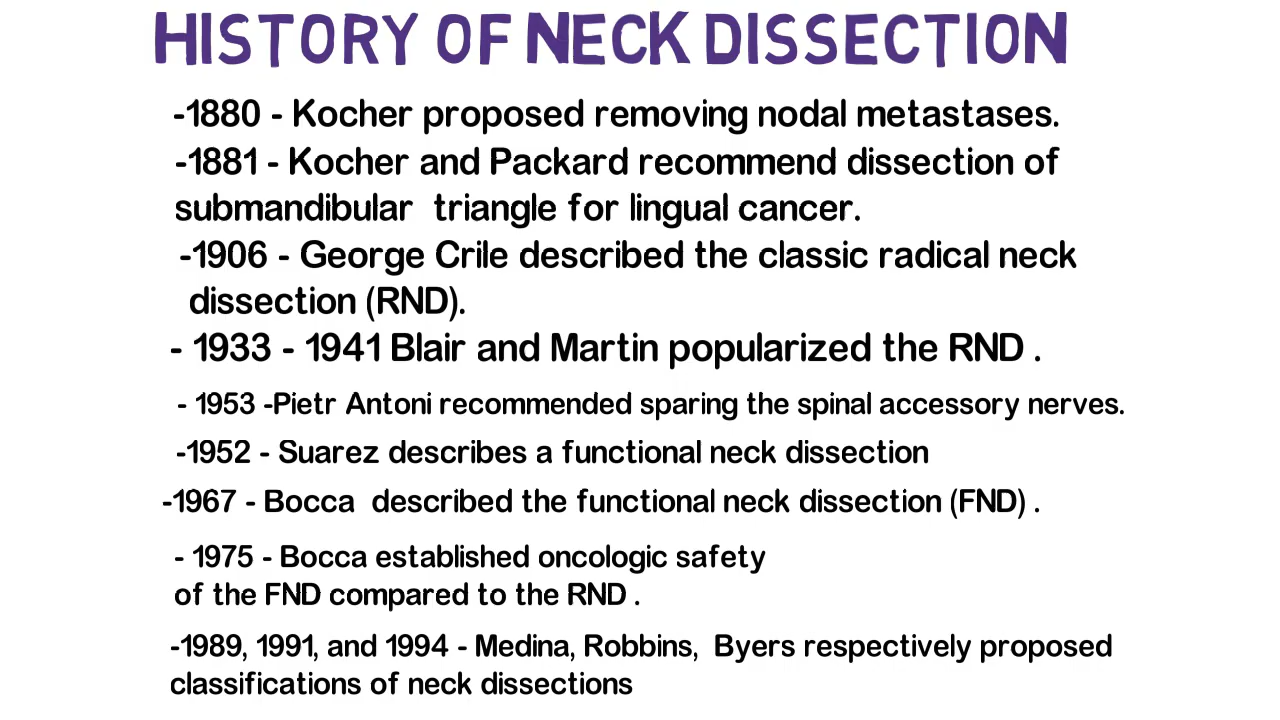 HISTORY OF NECK DISSECTION
-1880 - Kocher proposed removing nodal metastases.
-1881 - Kocher and Packard recommend dissection of
submandibular triangle for lingual cancer.
-1906 - George Crile described the classic radical neck
dissection (RND).
- 1933 - 1941 Blair and Martin popularized the RND .
- 1953 -Pietr Antoni recommended sparing the spinal accessory nerves.
-1952 - Suarez describes a functional neck dissection
-1967 - Bocca described the functional neck dissection (FND) .
- 1975 - Bocca established oncologic safety
of the FND compared to the RND .
-1989, 1991, and 1994 - Medina, Robbins, Byers respectively proposed
classifications of neck dissections